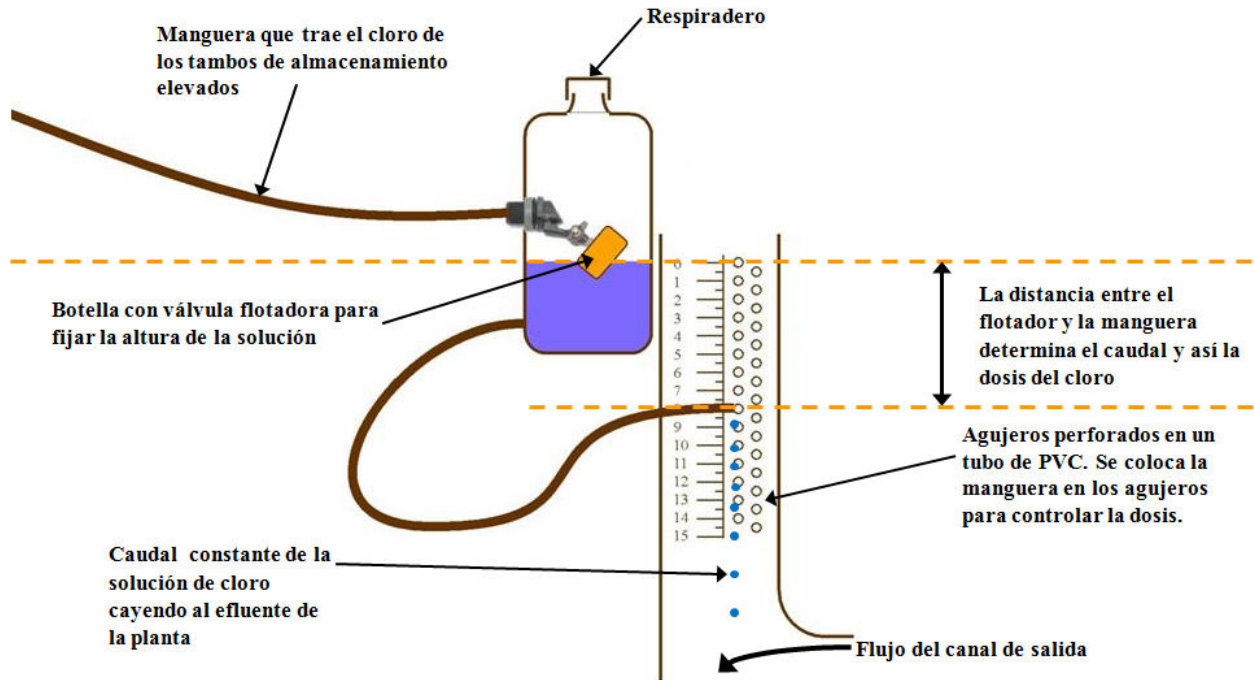 Respiradero
Manguera que trae el cloro de
los tambos de almacenamiento
elevados
Botella con válvula flotadora para
fijar la altura de la solución
0
1
2
3
4
5
6
7
9
10
11
12
13
14
15
La distancia entre el
flotador y la manguera
determina el caudal y así la
dosis del cloro
Agujeros perforados en un
tubo de PVC. Se coloca la
manguera en los agujeros
para controlar la dosis.
Caudal constante de la
solución de cloro
cayendo al efluente de
la planta
Flujo del canal de salida